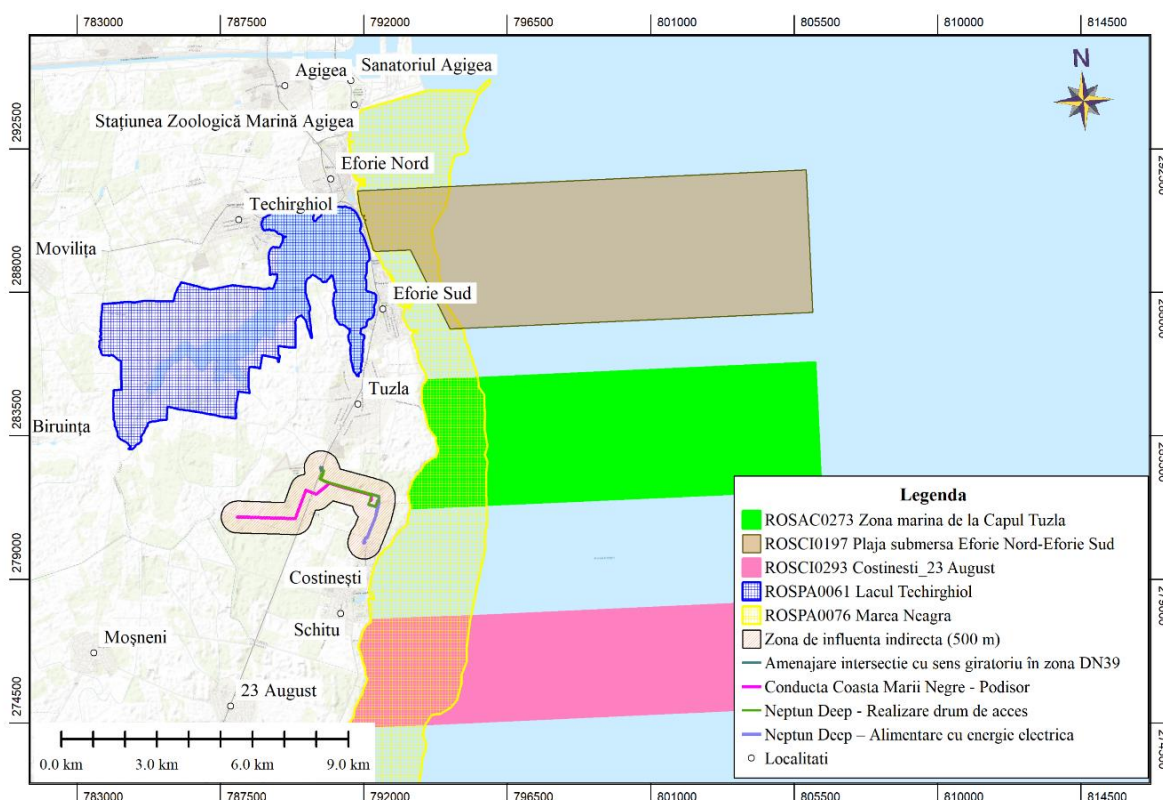 783000 787500 792000 796500 801000 805500 810000 814500
N
Sanatoriul Agigea
Agigea
Stațiunea Zoologică Marină Agigea
292500 292500
Eforie Nord
Techirghiol
Movilița
288000 288000
Eforie Sud
Tuzla
Biruința
283500 283500
Legenda
ROSAC0273 Zona marina de la Capul Tuzla
ROSCI0197 Plaja submersa Eforie Nord-Eforie Sud
ROSCI0293 Costinesti_23 August
ROSPA0061 Lacul Techirghiol
ROSPA0076 Marea Neagra
Zona de influenta indirecta (500 m)
Amenajare intersectie cu sens giratoriu în zona DN39
Conducta Coasta Marii Negre - Podisor
Neptun Deep - Realizare drum de acces
Neptun Deep – Alimentare cu energie electrica
Localitati
279000 279000
Costinești
Schitu
Moșneni
23 August
274500 274500
0.0 km 3.0 km 6.0 km 9.0 km
783000 787500 792000 796500 801000 805500 810000 814500